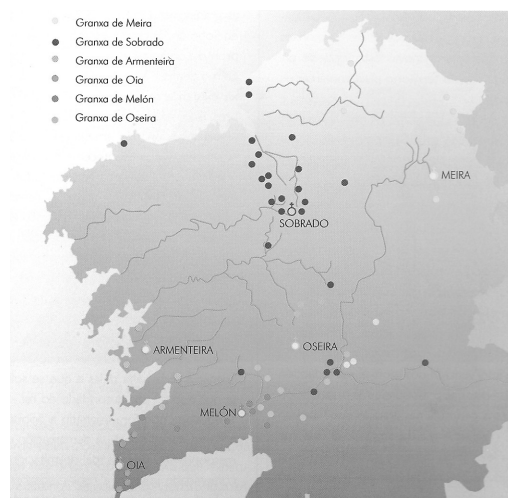 Granxa de Meira
Granxa de Sobrado
Granxa de Armenteira
Granxa de Oia
Granxa de Melón
Granxa de Oseira
MEIRA
SOBRADO
ARMENTEIRA
OSEIRA
MELÓN
OIA